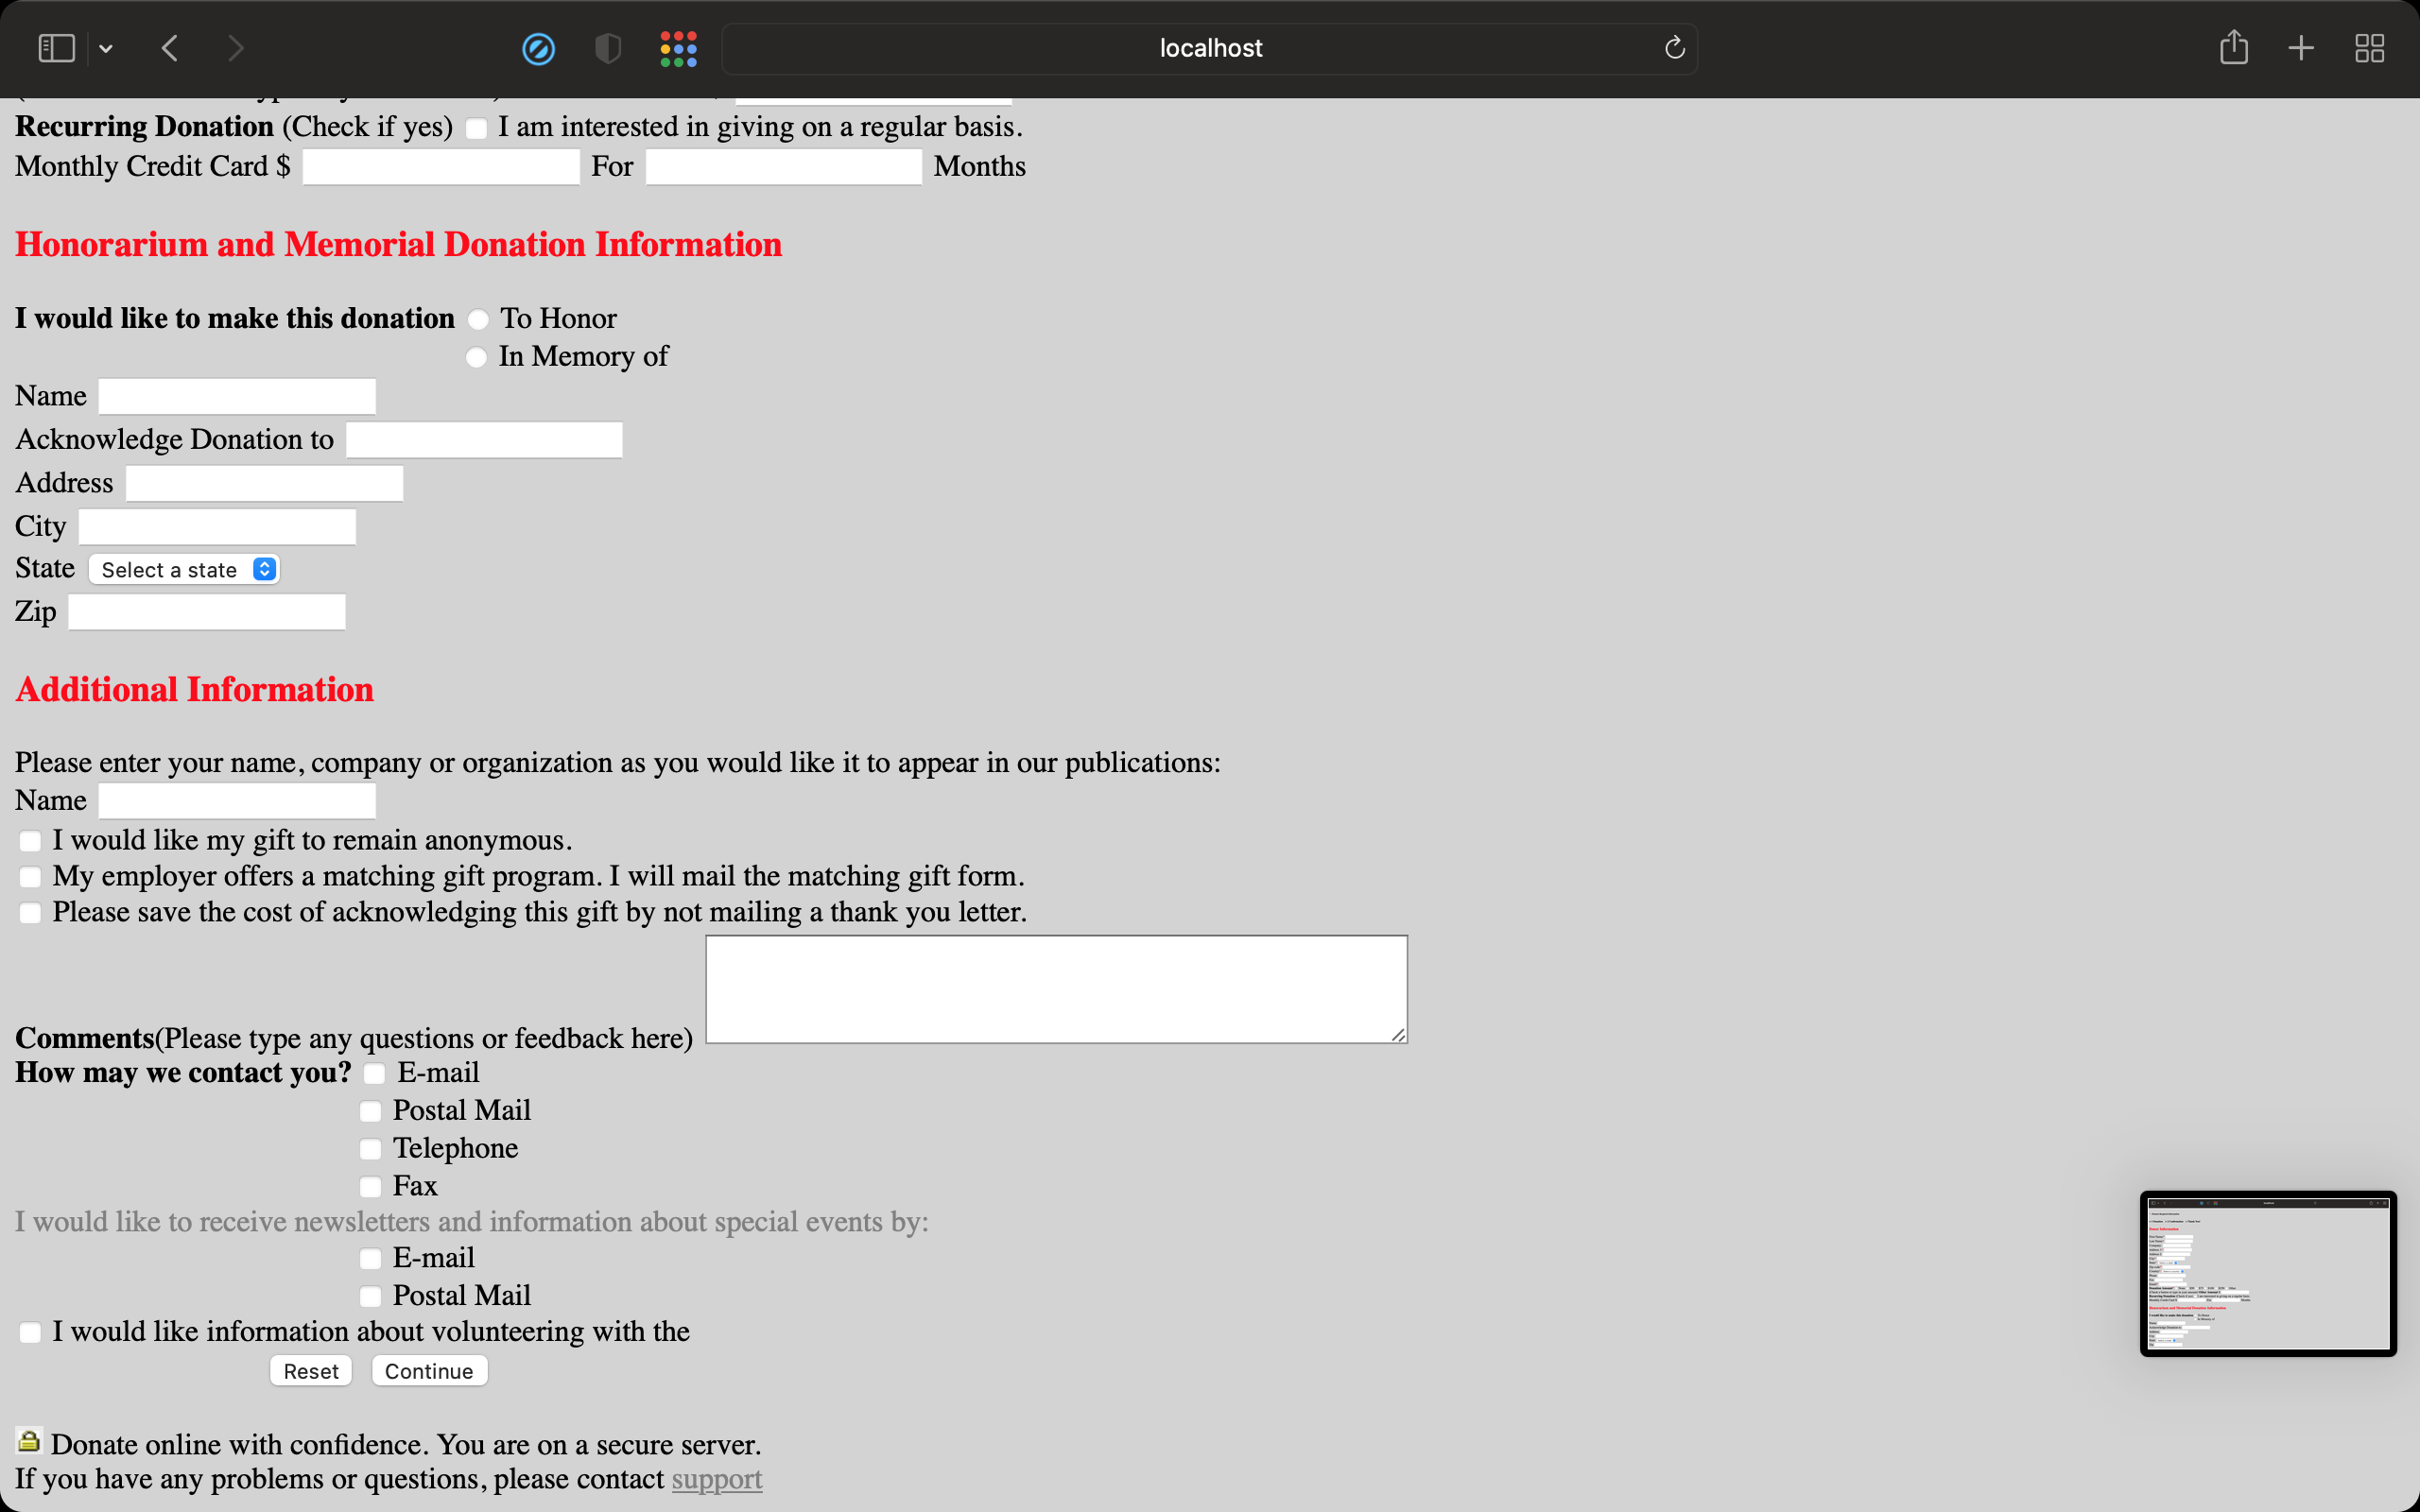 localhost
Recurring Donation (Check if yes) I am interested in giving on a regular basis.
Monthly Credit Card $ For Months
Honorarium and Memorial Donation Information
I would like to make this donation To Honor
In Memory of
Name
Acknowledge Donation to
Address
City
State Select a state
Zip
Additional Information
Please enter your name, company or organization as you would like it to appear in our publications:
Name
I would like my gift to remain anonymous.
My employer offers a matching gift program. I will mail the matching gift form.
Please save the cost of acknowledging this gift by not mailing a thank you letter.
Comments(Please type any questions or feedback here)
How may we contact you? E-mail
Postal Mail
Telephone
Fax
I would like to receive newsletters and information about special events by:
E-mail
Postal Mail
I would like information about volunteering with the
Reset Continue
Donate online with confidence. You are on a secure server.
If you have any problems or questions, please contact support